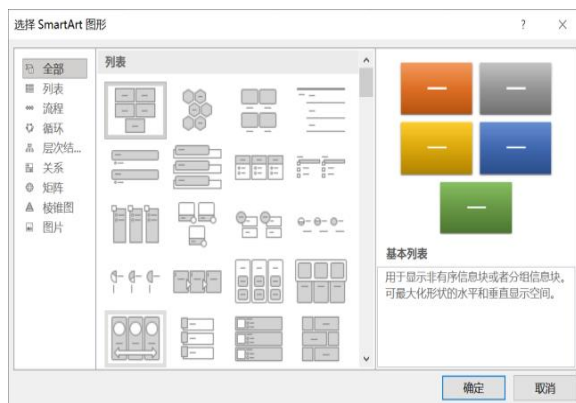 选择 SmartArt 图形
?
全部
列表
流程
循环
层次结...
关系
矩阵
棱锥图
图片
列表
基本列表
用于显示非有序信息块或者分组信息块。
可最大化形状的水平和垂直显示空间。
确定
取消